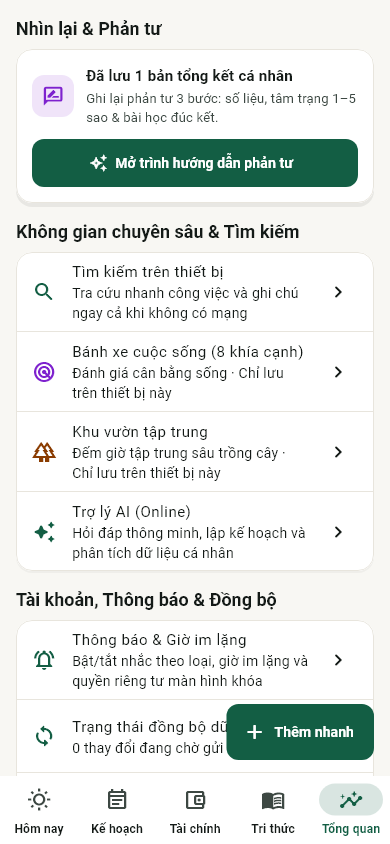 Nhìn lại & Phản tư
Đã lưu 1 bản tổng kết cá nhân
Ghi lại phản tư 3 bước: số liệu, tâm trạng 1–5
sao & bài học đúc kết.
Mở trình hướng dẫn phản tư
Không gian chuyên sâu & Tìm kiếm
Tìm kiếm trên thiết bị
Tra cứu nhanh công việc và ghi chú
ngay cả khi không có mạng
Bánh xe cuộc sống (8 khía cạnh)
Đánh giá cân bằng sống · Chỉ lưu
trên thiết bị này
Khu vườn tập trung
Đếm giờ tập trung sâu trồng cây ·
Chỉ lưu trên thiết bị này
Trợ lý AI (Online)
Hỏi đáp thông minh, lập kế hoạch và
phân tích dữ liệu cá nhân
Tài khoản, Thông báo & Đồng bộ
Thông báo & Giờ im lặng
Bật/tắt nhắc theo loại, giờ im lặng và
quyền riêng tư màn hình khóa
Trạng thái đồng bộ dữ
0 thay đổi đang chờ gửi
Thêm nhanh
Hôm nay
Kế hoạch
Tài chính
Tri thức
Tổng quan